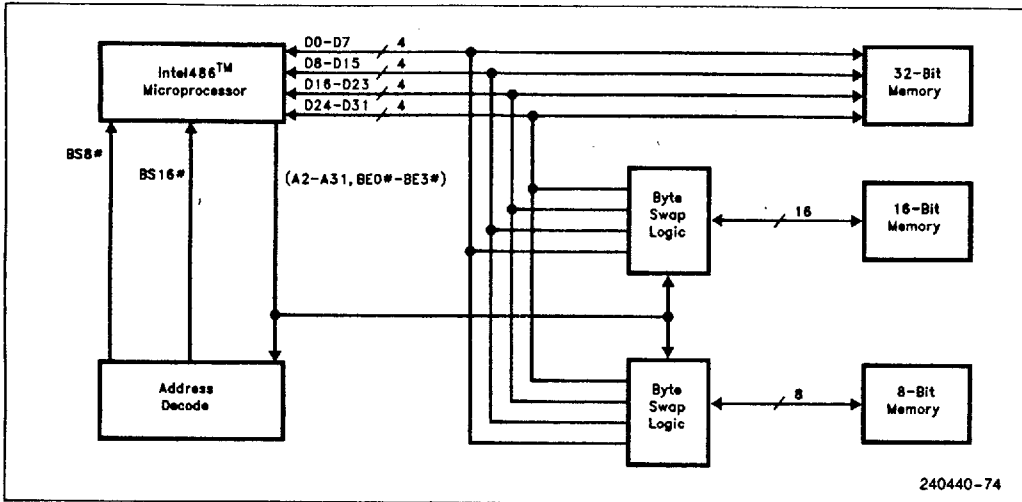 Intel486™
Microprocessor
D0-D7 4
D8-D15 4
D16-D23 4
D24-D31 4
32-Bit
Memory
BS8#
BS16#
(A2-A31, BE0#-BE3#)
Byte
Swap
Logic
16
16-Bit
Memory
Address
Decode
Byte
Swap
Logic
8
8-Bit
Memory
240440-74